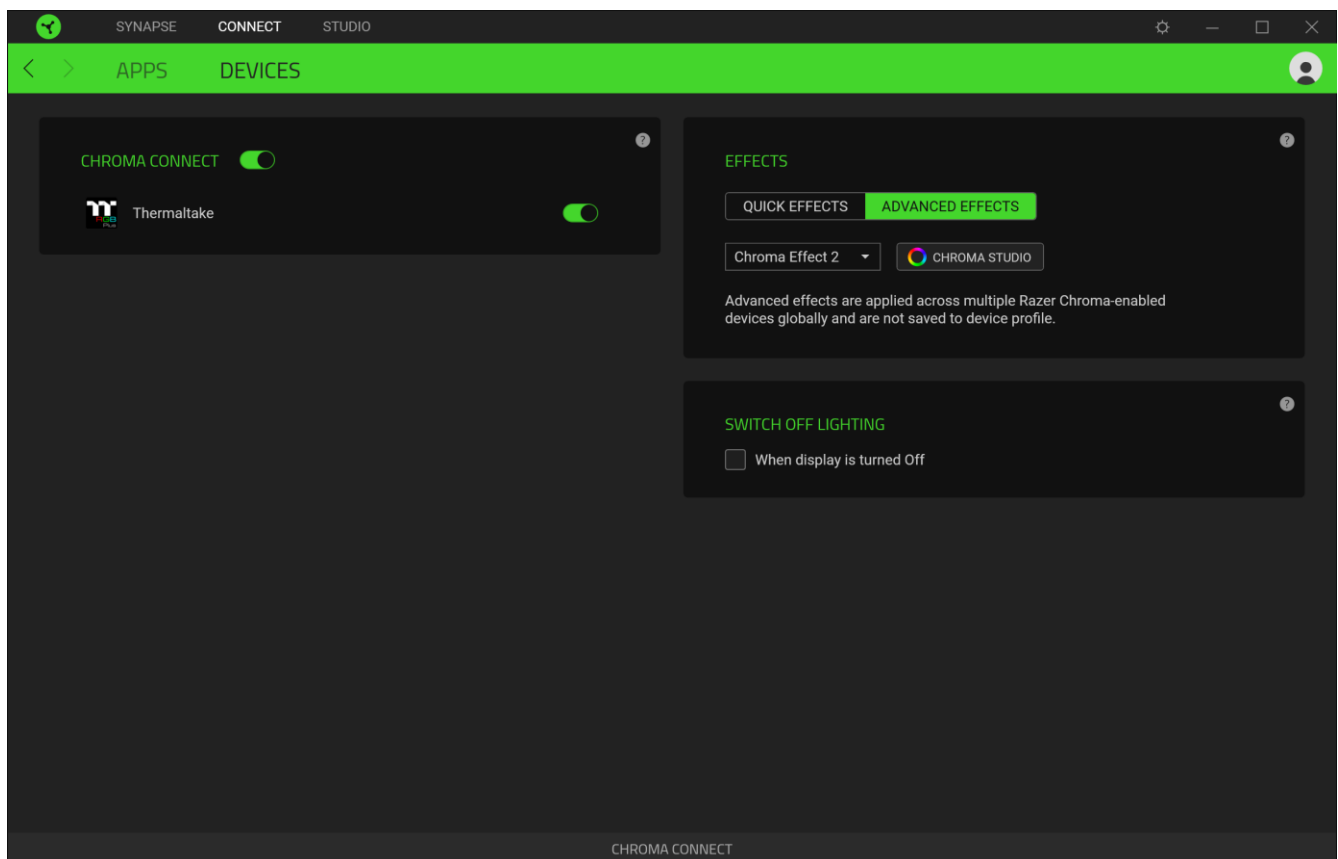 SYNAPSE CONNECT STUDIO
APPS DEVICES
CHROMA CONNECT
RGB
Plus
Thermaltake
EFFECTS
QUICK EFFECTS ADVANCED EFFECTS
Chroma Effect 2 CHROMA STUDIO
Advanced effects are applied across multiple Razer Chroma-enabled
devices globally and are not saved to device profile.
SWITCH OFF LIGHTING
When display is turned Off
CHROMA CONNECT